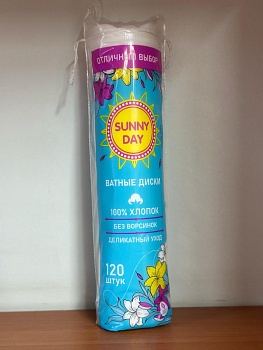 ОТЛИЧНЫЙ ВЫБОР
SUNNY
DAY
ВАТНЫЕ ДИСКИ
100% ХЛОПОК
БЕЗ ВОРСИНОК
ДЕЛИКАТНЫЙ УХОД
120
ШТУК